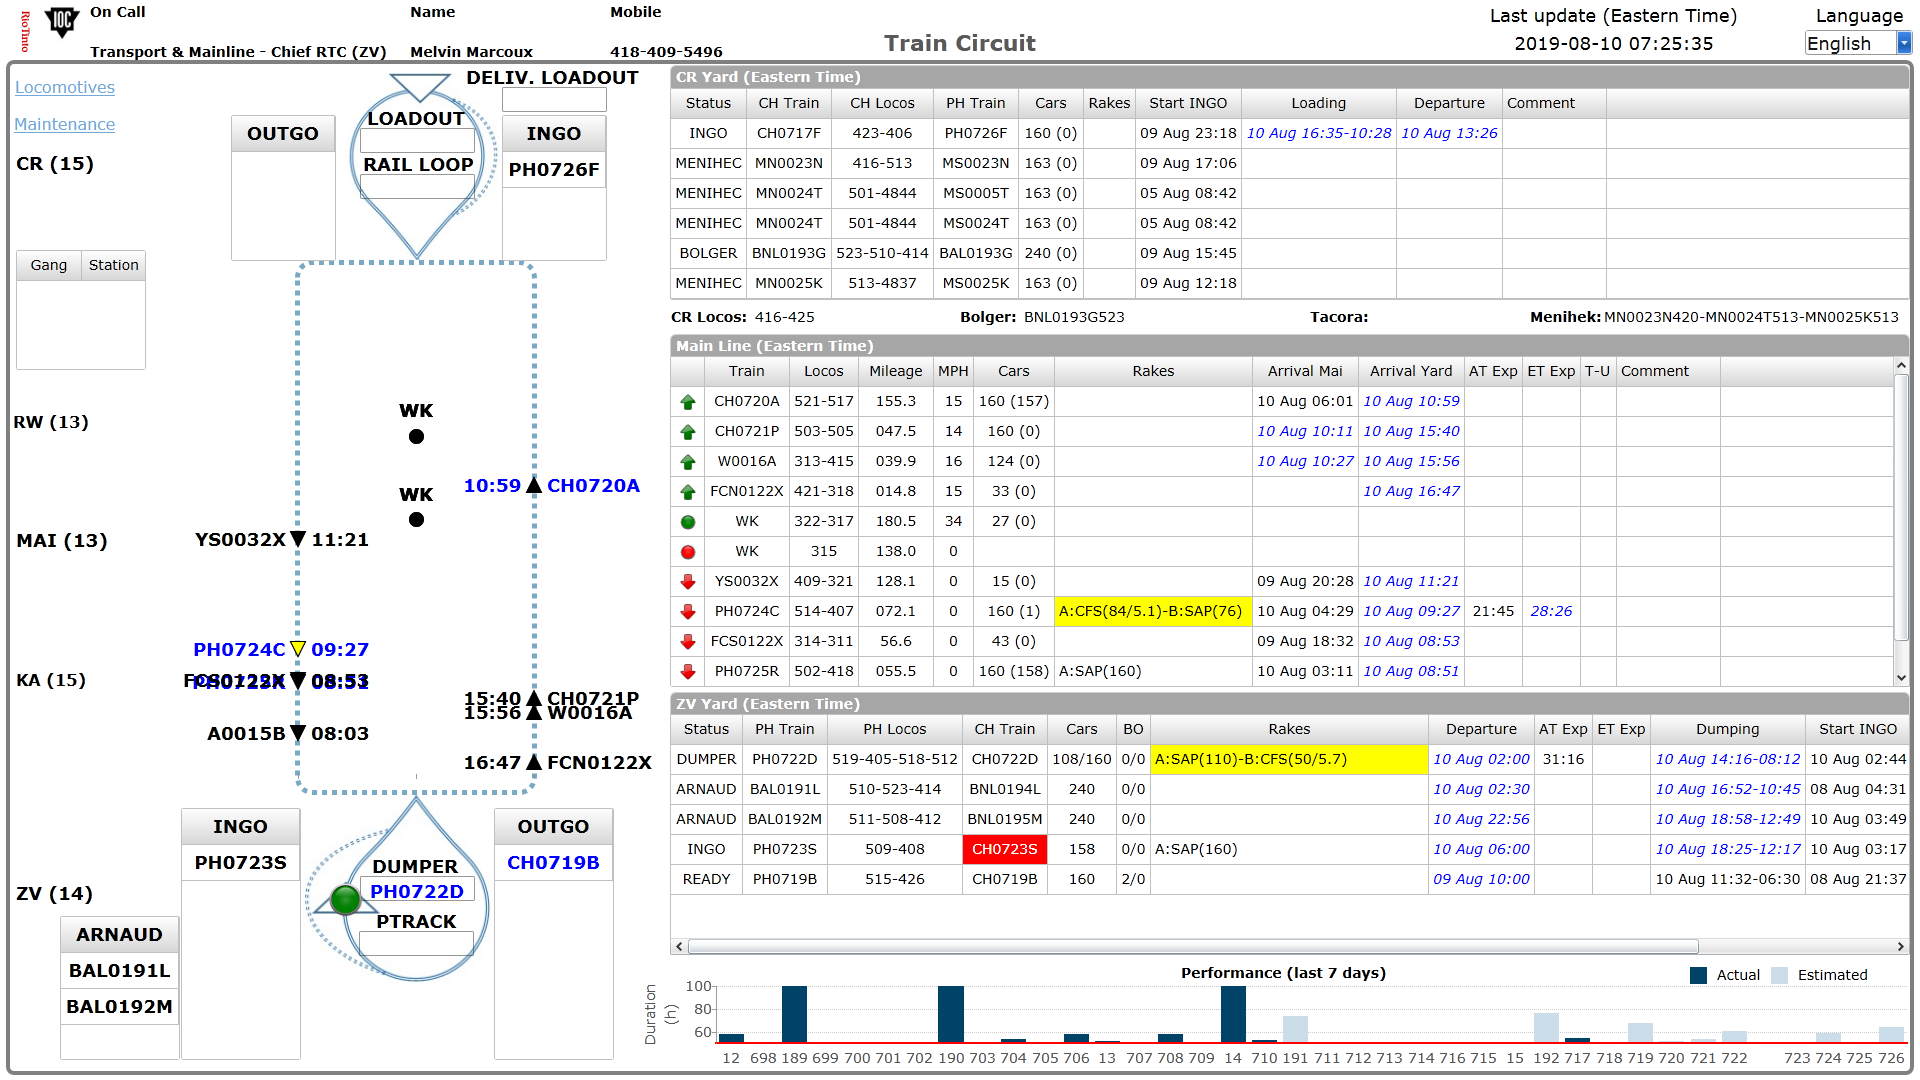 RioTinto
IOC
On Call
Name
Mobile
Transport & Mainline - Chief RTC (ZV)
Melvin Marcoux
418-409-5496
Train Circuit
Last update (Eastern Time)
2019-08-10 07:25:35
Language
English
Locomotives
Maintenance
CR (15)
RW (13)
MAI (13)
KA (15)
ZV (14)
Gang Station
DELIV. LOADOUT
OUTGO
LOADOUT
RAIL LOOP
INGO
PH0726F
WK
WK
10:59 CH0720A
YS0032X 11:21
PH0724C 09:27
FCS0122X 08:53
15:40 CH0721P
15:56 W0016A
A0015B 08:03
16:47 FCN0122X
INGO
PH0723S
DUMPER
PH0722D
PTRACK
OUTGO
CH0719B
ARNAUD
BAL0191L
BAL0192M
CR Yard (Eastern Time)
Status CH Train CH Locos PH Train Cars Rakes Start INGO Loading Departure Comment
INGO CH0717F 423-406 PH0726F 160 (0) 09 Aug 23:18 10 Aug 16:35-10:28 10 Aug 13:26
MENIHEC MN0023N 416-513 MS0023N 163 (0) 09 Aug 17:06
MENIHEC MN0024T 501-4844 MS0005T 163 (0) 05 Aug 08:42
MENIHEC MN0024T 501-4844 MS0024T 163 (0) 05 Aug 08:42
BOLGER BNL0193G 523-510-414 BAL0193G 240 (0) 09 Aug 15:45
MENIHEC MN0025K 513-4837 MS0025K 163 (0) 09 Aug 12:18
CR Locos: 416-425 Bolger: BNL0193G523 Tacora: Menihek: MN0023N420-MN0024T513-MN0025K513
Main Line (Eastern Time)
Train Locos Mileage MPH Cars Rakes Arrival Mai Arrival Yard AT Exp ET Exp T-U Comment
CH0720A 521-517 155.3 15 160 (157) 10 Aug 06:01 10 Aug 10:59
CH0721P 503-505 047.5 14 160 (0) 10 Aug 10:11 10 Aug 15:40
W0016A 313-415 039.9 16 124 (0) 10 Aug 10:27 10 Aug 15:56
FCN0122X 421-318 014.8 15 33 (0) 10 Aug 16:47
WK 322-317 180.5 34 27 (0)
WK 315 138.0 0
YS0032X 409-321 128.1 0 15 (0) 09 Aug 20:28 10 Aug 11:21
PH0724C 514-407 072.1 0 160 (1) A:CFS(84/5.1)-B:SAP(76) 10 Aug 04:29 10 Aug 09:27 21:45 28:26
FCS0122X 314-311 56.6 0 43 (0) 09 Aug 18:32 10 Aug 08:53
PH0725R 502-418 055.5 0 160 (158) A:SAP(160) 10 Aug 03:11 10 Aug 08:51
ZV Yard (Eastern Time)
Status PH Train PH Locos CH Train Cars BO Rakes Departure AT Exp ET Exp Dumping Start INGO
DUMPER PH0722D 519-405-518-512 CH0722D 108/160 0/0 A:SAP(110)-B:CFS(50/5.7) 10 Aug 02:00 31:16 10 Aug 14:16-08:12 10 Aug 02:44
ARNAUD BAL0191L 510-523-414 BNL0194L 240 0/0 10 Aug 02:30 10 Aug 16:52-10:45 08 Aug 04:31
ARNAUD BAL0192M 511-508-412 BNL0195M 240 0/0 10 Aug 22:56 10 Aug 18:58-12:49 10 Aug 03:49
INGO PH0723S 509-408 CH0723S 158 0/0 A:SAP(160) 10 Aug 06:00 10 Aug 18:25-12:17 10 Aug 03:17
READY PH0719B 515-426 CH0719B 160 2/0 09 Aug 10:00 10 Aug 11:32-06:30 08 Aug 21:37
Performance (last 7 days)
Actual Estimated
Duration (h)
100
80
60
12 698 189 699 700 701 702 190 703 704 705 706 13 707 708 709 14 710 191 711 712 713 714 716 715 15 192 717 718 719 720 721 722 723 724 725 726